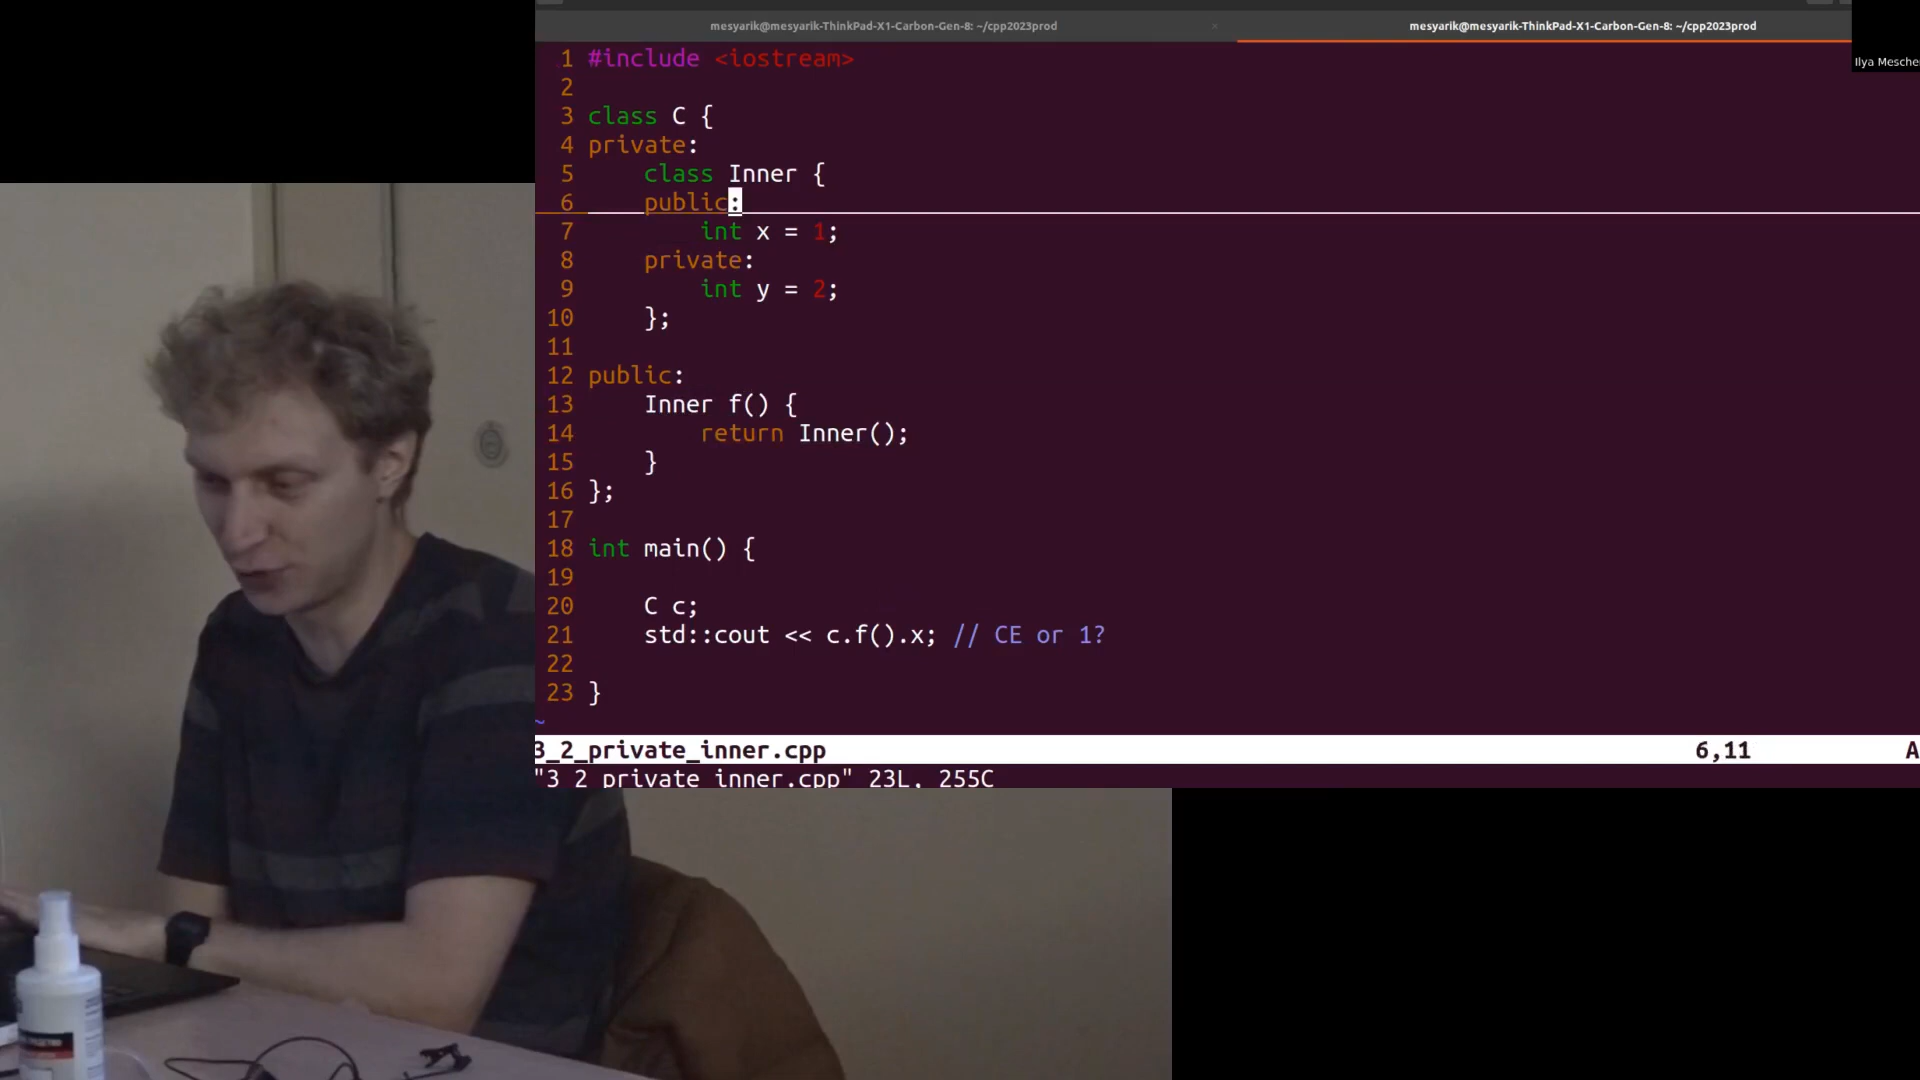 mesyarik@mesyarik-ThinkPad-X1-Carbon-Gen-8: ~/cpp2023prod × mesyarik@mesyarik-ThinkPad-X1-Carbon-Gen-8: ~/cpp2023prod
Ilya Mesche
1 #include <iostream>
2
3 class C {
4 private:
5     class Inner {
6     public:
7         int x = 1;
8     private:
9         int y = 2;
10     };
11
12 public:
13     Inner f() {
14         return Inner();
15     }
16 };
17
18 int main() {
19
20     C c;
21     std::cout << c.f().x; // CE or 1?
22
23 }
~
3_2_private_inner.cpp 6,11 A
"3_2_private_inner.cpp" 23L, 255C